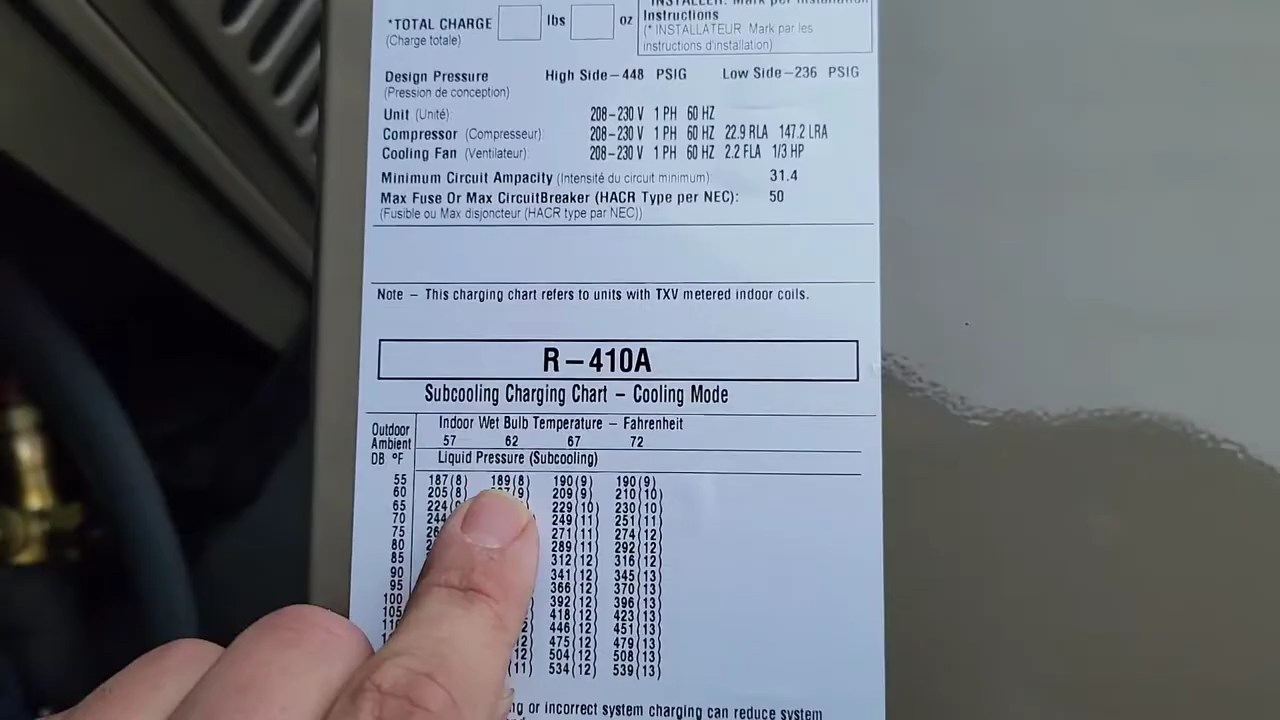 *TOTAL CHARGE lbs oz
(Charge totale)
Instructions
(* INSTALLATEUR Mark par les
instructions d'installation)
Design Pressure High Side–448 PSIG Low Side–236 PSIG
(Pression de conception)
Unit (Unité): 208–230 V 1 PH 60 HZ
Compressor (Compresseur): 208–230 V 1 PH 60 HZ 22.9 RLA 147.2 LRA
Cooling Fan (Ventilateur): 208–230 V 1 PH 60 HZ 2.2 FLA 1/3 HP
Minimum Circuit Ampacity (Intensité du circuit minimum): 31.4
Max Fuse Or Max CircuitBreaker (HACR Type per NEC): 50
(Fusible ou Max disjoncteur (HACR type par NEC))
Note – This charging chart refers to units with TXV metered indoor coils.
R–410A
Subcooling Charging Chart – Cooling Mode
Outdoor
Ambient
DB °F
Indoor Wet Bulb Temperature – Fahrenheit
57 62 67 72
Liquid Pressure (Subcooling)
55 187(8) 189(8) 190(9) 190(9)
60 205(8) 209(9) 210(10)
65 229(10) 230(10)
70 249(11) 251(11)
75 271(11) 274(12)
80 289(11) 292(12)
85 312(12) 316(12)
90 341(12) 345(13)
95 366(12) 370(13)
100 392(12) 396(13)
105 418(12) 423(13)
446(12) 451(13)
475(12) 479(13)
504(12) 508(13)
(11) 534(12) 539(13)
or incorrect system charging can reduce system